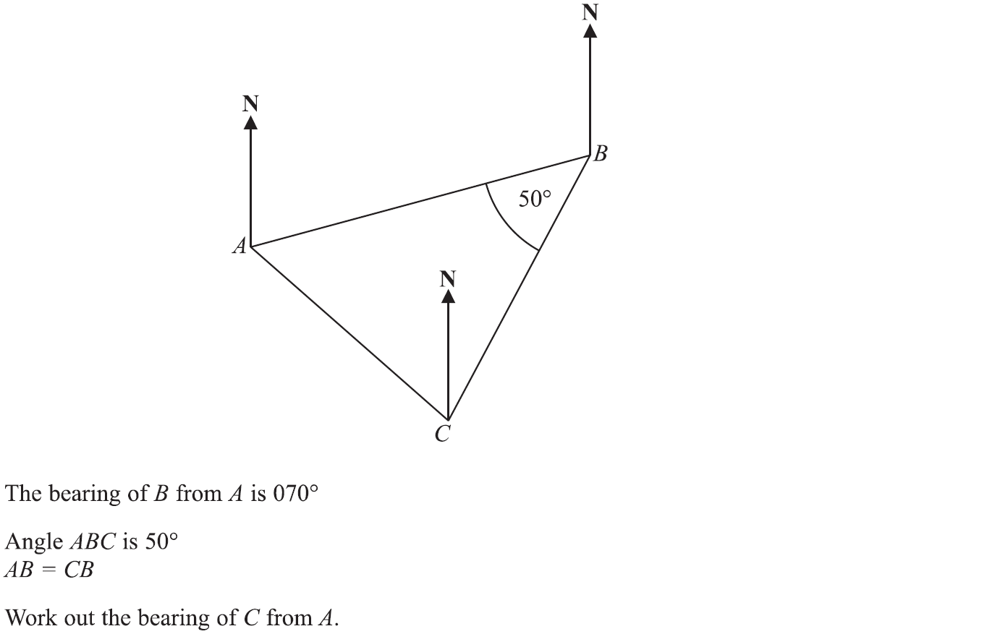 N
N
B
50°
A
N
C
The bearing of B from A is 070°
Angle ABC is 50°
AB = CB
Work out the bearing of C from A.